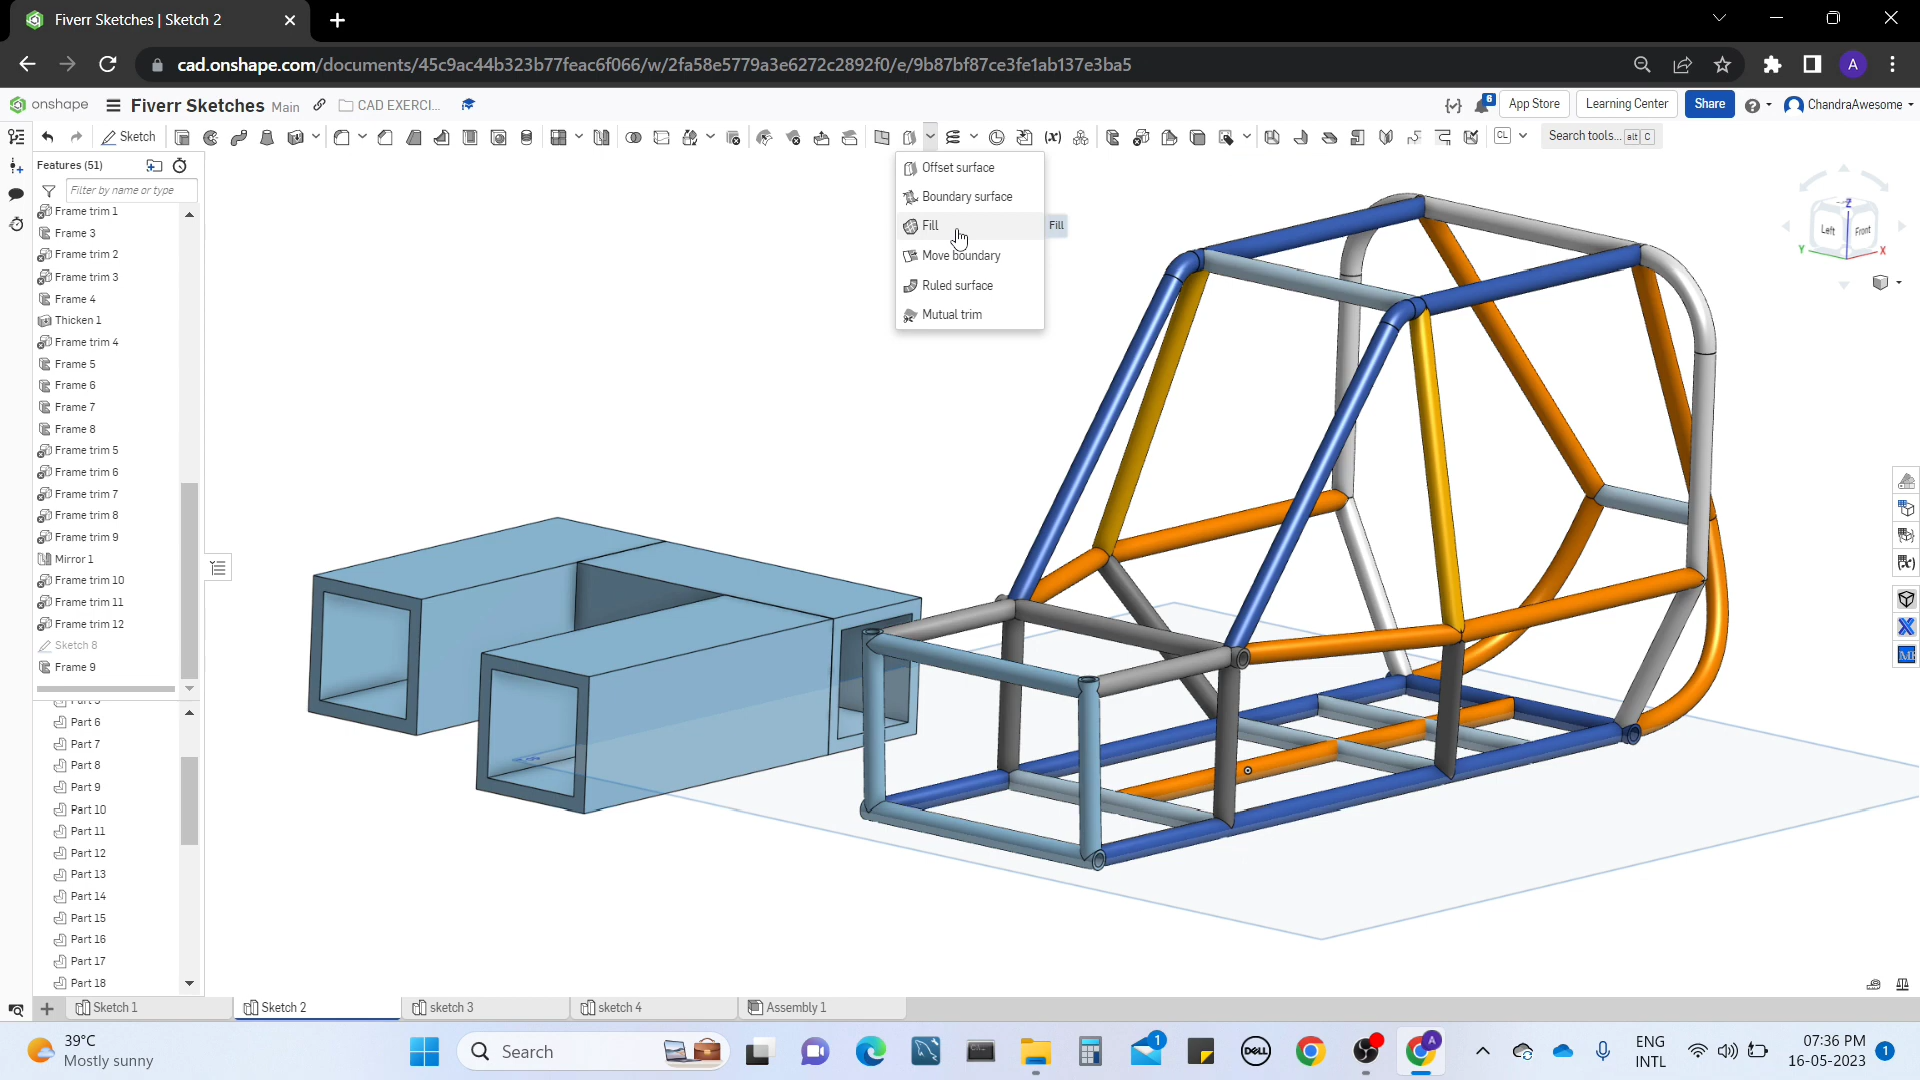 Fiverr Sketches | Sketch 2
cad.onshape.com/documents/45c9ac44b323b77feac6f066/w/2fa58e5779a3e6272c2892f0/e/9b87bf87ce3fe1ab137e3ba5
A
onshape
Fiverr Sketches Main
CAD EXERCI...
6
App Store
Learning Center
Share
ChandraAwesome
Sketch
CL
Search tools... alt C
Features (51)
Filter by name or type
Frame trim 1
Frame 3
Frame trim 2
Frame trim 3
Frame 4
Thicken 1
Frame trim 4
Frame 5
Frame 6
Frame 7
Frame 8
Frame trim 5
Frame trim 6
Frame trim 7
Frame trim 8
Frame trim 9
Mirror 1
Frame trim 10
Frame trim 11
Frame trim 12
Sketch 8
Frame 9
Part 6
Part 7
Part 8
Part 9
Part 10
Part 11
Part 12
Part 13
Part 14
Part 15
Part 16
Part 17
Part 18
Offset surface
Boundary surface
Fill
Fill
Move boundary
Ruled surface
Mutual trim
Z
Left
Front
Y
X
Sketch 1
Sketch 2
sketch 3
sketch 4
Assembly 1
39°C
Mostly sunny
Search
1
DELL
A
ENG
INTL
07:36 PM
16-05-2023
1